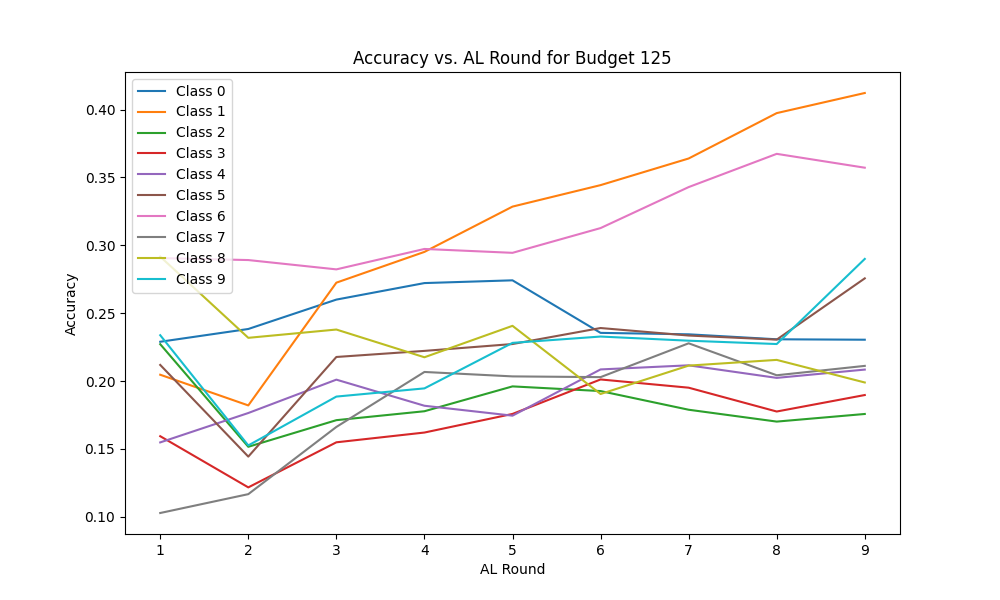 Accuracy vs. AL Round for Budget 125
Class 0
Class 1
Class 2
Class 3
Class 4
Class 5
Class 6
Class 7
Class 8
Class 9
0.40
0.35
0.30
0.25
0.20
0.15
0.10
Accuracy
1 2 3 4 5 6 7 8 9
AL Round